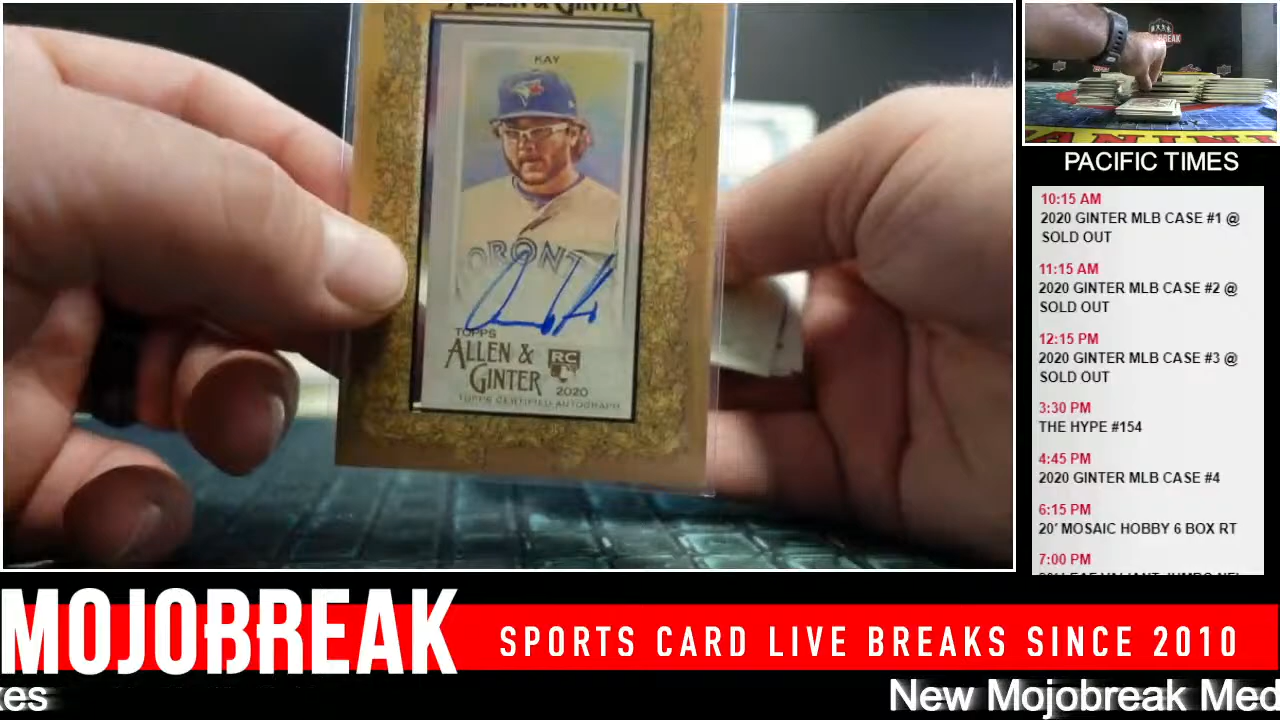 ALLEN & GINTER
KAY
TORONT
TOPPS
ALLEN &
GINTER
RC
2020
TOPPS CERTIFIED AUTOGRAPH
PACIFIC TIMES
10:15 AM
2020 GINTER MLB CASE #1 @
SOLD OUT
11:15 AM
2020 GINTER MLB CASE #2 @
SOLD OUT
12:15 PM
2020 GINTER MLB CASE #3 @
SOLD OUT
3:30 PM
THE HYPE #154
4:45 PM
2020 GINTER MLB CASE #4
6:15 PM
20' MOSAIC HOBBY 6 BOX RT
7:00 PM
MOJOBREAK
SPORTS CARD LIVE BREAKS SINCE 2010
kes
New Mojobreak Med